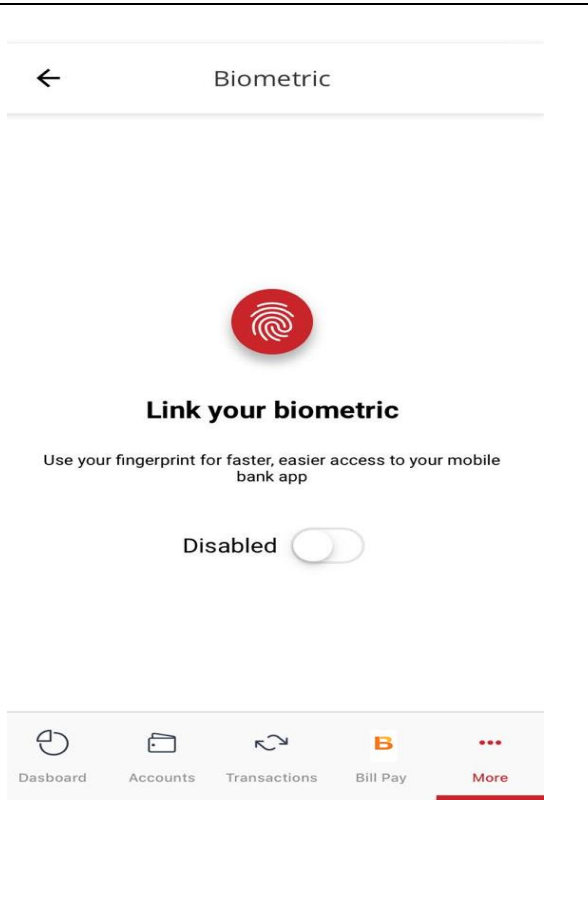 Biometric
Link your biometric
Use your fingerprint for faster, easier access to your mobile
bank app
Disabled
B
Dasboard Accounts Transactions Bill Pay More